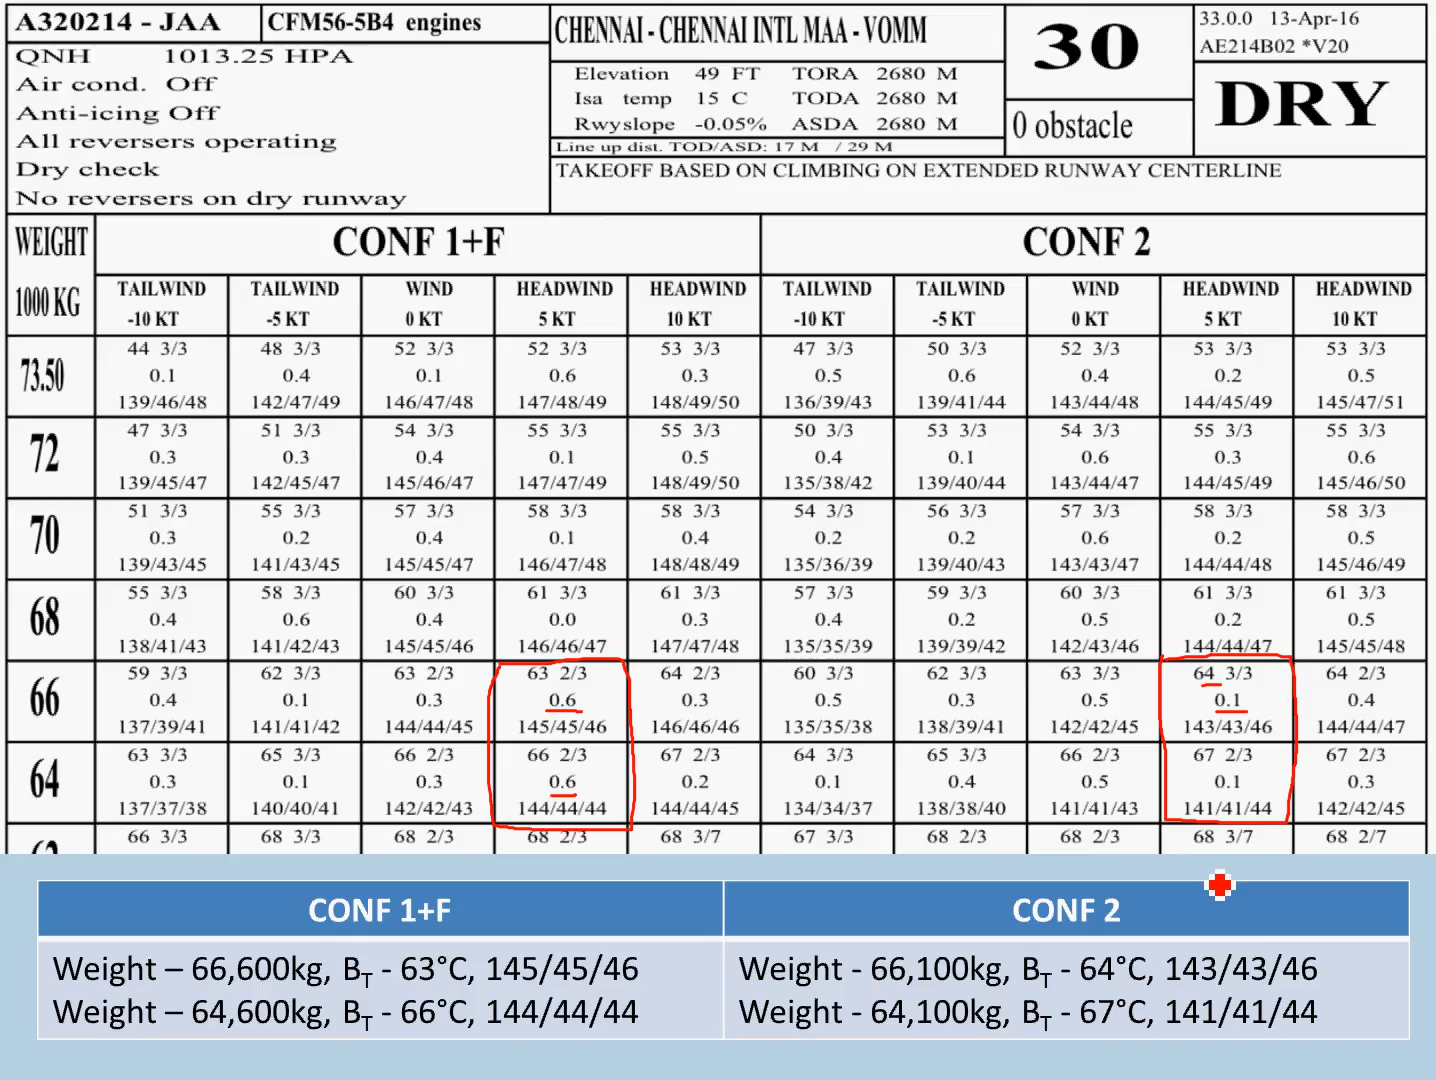 A320214 - JAA
CFM56-5B4 engines
CHENNAI - CHENNAI INTL MAA - VOMM
30
33.0.0 13-Apr-16
AE214B02 *V20
QNH 1013.25 HPA
Air cond. Off
Anti-icing Off
All reversers operating
Dry check
No reversers on dry runway
Elevation 49 FT TORA 2680 M
Isa temp 15 C TODA 2680 M
Rwyslope -0.05% ASDA 2680 M
Line up dist. TOD/ASD: 17 M / 29 M
0 obstacle
DRY
TAKEOFF BASED ON CLIMBING ON EXTENDED RUNWAY CENTERLINE
WEIGHT CONF 1+F CONF 2
1000 KG
TAILWIND TAILWIND WIND HEADWIND HEADWIND TAILWIND TAILWIND WIND HEADWIND HEADWIND
-10 KT -5 KT 0 KT 5 KT 10 KT -10 KT -5 KT 0 KT 5 KT 10 KT
73.50
44 3/3 48 3/3 52 3/3 52 3/3 53 3/3 47 3/3 50 3/3 52 3/3 53 3/3 53 3/3
0.1 0.4 0.1 0.6 0.3 0.5 0.6 0.4 0.2 0.5
139/46/48 142/47/49 146/47/48 147/48/49 148/49/50 136/39/43 139/41/44 143/44/48 144/45/49 145/47/51
72
47 3/3 51 3/3 54 3/3 55 3/3 55 3/3 50 3/3 53 3/3 54 3/3 55 3/3 55 3/3
0.3 0.3 0.4 0.1 0.5 0.4 0.1 0.6 0.3 0.6
139/45/47 142/45/47 145/46/47 147/47/49 148/49/50 135/38/42 139/40/44 143/44/47 144/45/49 145/46/50
70
51 3/3 55 3/3 57 3/3 58 3/3 58 3/3 54 3/3 56 3/3 57 3/3 58 3/3 58 3/3
0.3 0.2 0.4 0.1 0.4 0.2 0.2 0.6 0.2 0.5
139/43/45 141/43/45 145/45/47 146/47/48 148/48/49 135/36/39 139/40/43 143/43/47 144/44/48 145/46/49
68
55 3/3 58 3/3 60 3/3 61 3/3 61 3/3 57 3/3 59 3/3 60 3/3 61 3/3 61 3/3
0.4 0.6 0.4 0.0 0.3 0.4 0.2 0.5 0.2 0.5
138/41/43 141/42/43 145/45/46 146/46/47 147/47/48 135/35/39 139/39/42 142/43/46 144/44/47 145/45/48
66
59 3/3 62 3/3 63 2/3 63 2/3 64 2/3 60 3/3 62 3/3 63 3/3 64 3/3 64 2/3
0.4 0.1 0.3 0.6 0.3 0.5 0.3 0.5 0.1 0.4
137/39/41 141/41/42 144/44/45 145/45/46 146/46/46 135/35/38 138/39/41 142/42/45 143/43/46 144/44/47
64
63 3/3 65 3/3 66 2/3 66 2/3 67 2/3 64 3/3 65 3/3 66 2/3 67 2/3 67 2/3
0.3 0.1 0.3 0.6 0.2 0.1 0.4 0.5 0.1 0.3
137/37/38 140/40/41 142/42/43 144/44/44 144/44/45 134/34/37 138/38/40 141/41/43 141/41/44 142/42/45
66 3/3 68 3/3 68 2/3 68 2/3 68 3/7 67 3/3 68 2/3 68 2/3 68 3/7 68 2/7
CONF 1+F CONF 2
Weight – 66,600kg, BT - 63°C, 145/45/46
Weight – 64,600kg, BT - 66°C, 144/44/44
Weight - 66,100kg, BT - 64°C, 143/43/46
Weight - 64,100kg, BT - 67°C, 141/41/44